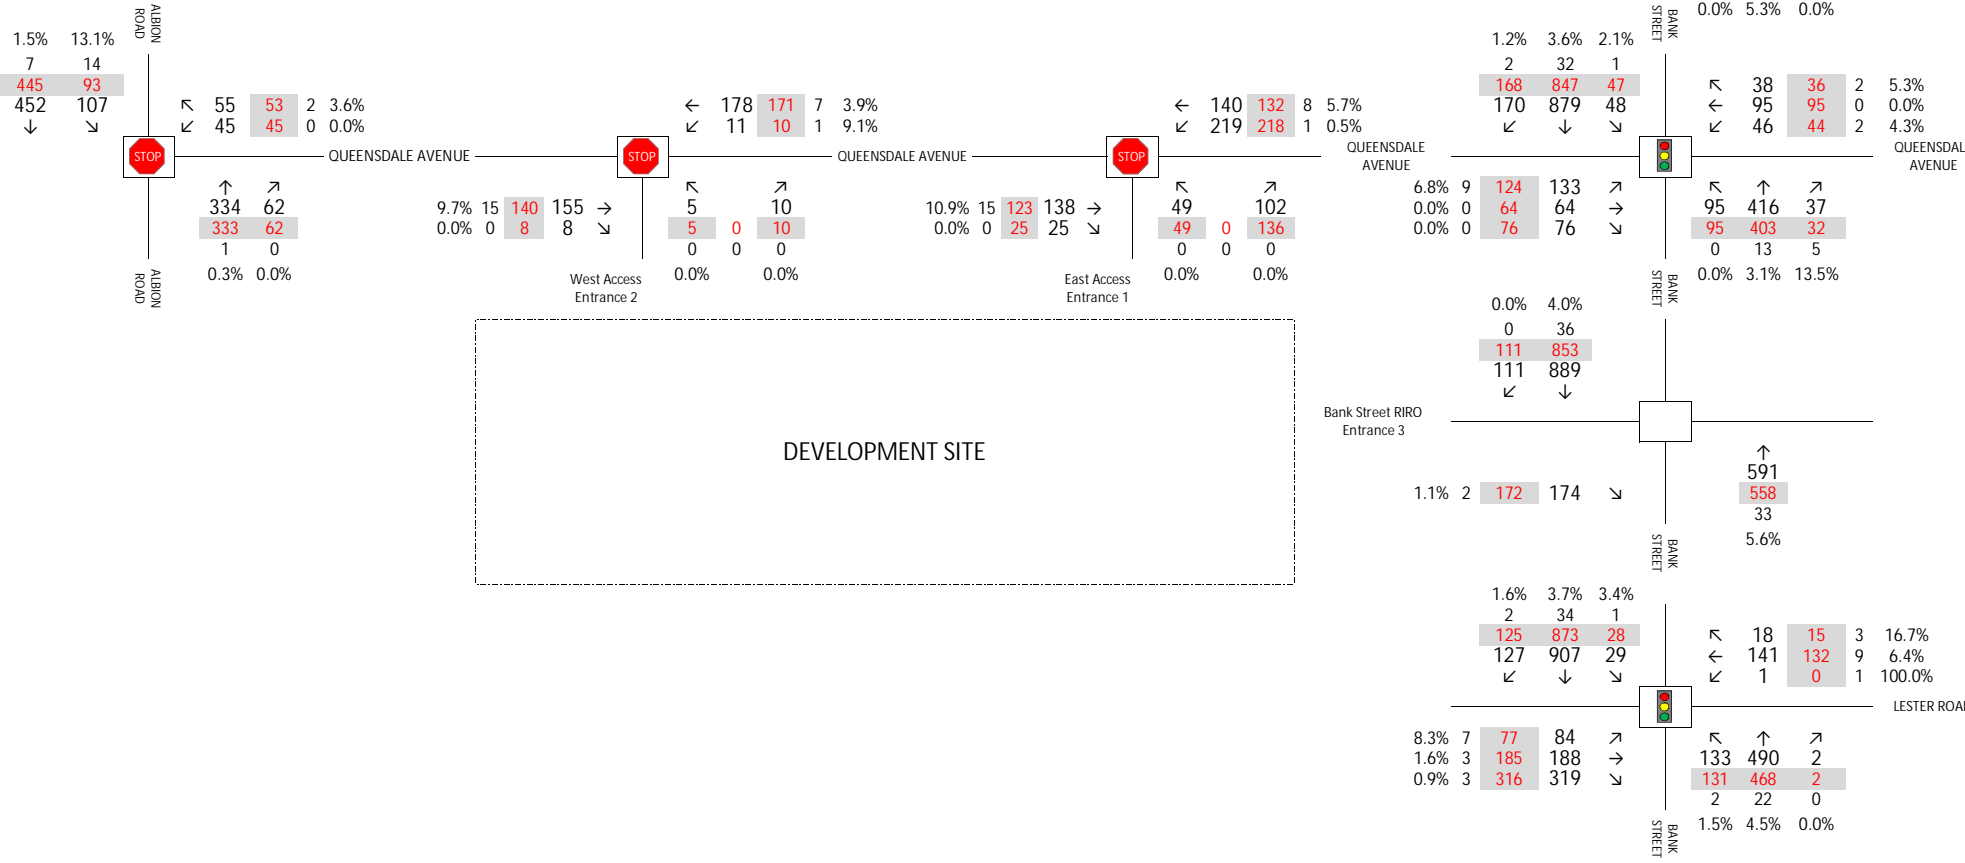 0.0% 5.3% 0.0%
ALBION
ROAD
BANK
STREET
1.5% 13.1%
7 14
445 93
452 107
↓ ↘
↖ 55 53 2 3.6%
↙ 45 45 0 0.0%
← 178 171 7 3.9%
↙ 11 10 1 9.1%
← 140 132 8 5.7%
↙ 219 218 1 0.5%
1.2% 3.6% 2.1%
2 32 1
168 847 47
170 879 48
↙ ↓ ↘
↖ 38 36 2 5.3%
← 95 95 0 0.0%
↙ 46 44 2 4.3%
STOP
QUEENSDALE AVENUE
STOP
QUEENSDALE AVENUE
STOP
QUEENSDALE
AVENUE
QUEENSDAL
AVENUE
↑ ↗
334 62
333 62
1 0
0.3% 0.0%
ALBION
ROAD
9.7% 15 140 155 →
0.0% 0 8 8 ↘
↖ ↗
5 10
5 0 10
0 0 0
0.0% 0.0%
West Access
Entrance 2
10.9% 15 123 138 →
0.0% 0 25 25 ↘
↖ ↗
49 102
49 0 136
0 0 0
0.0% 0.0%
East Access
Entrance 1
6.8% 9 124 133 ↗
0.0% 0 64 64 →
0.0% 0 76 76 ↘
↖ ↑ ↗
95 416 37
95 403 32
0 13 5
0.0% 3.1% 13.5%
BANK
STREET
0.0% 4.0%
0 36
111 853
111 889
↙ ↓
Bank Street RIRO
Entrance 3
DEVELOPMENT SITE
1.1% 2 172 174 ↘
↑
591
558
33
5.6%
BANK
STREET
1.6% 3.7% 3.4%
2 34 1
125 873 28
127 907 29
↙ ↓ ↘
↖ 18 15 3 16.7%
← 141 132 9 6.4%
↙ 1 0 1 100.0%
LESTER ROA
8.3% 7 77 84 ↗
1.6% 3 185 188 →
0.9% 3 316 319 ↘
↖ ↑ ↗
133 490 2
131 468 2
2 22 0
1.5% 4.5% 0.0%
BANK
STREET